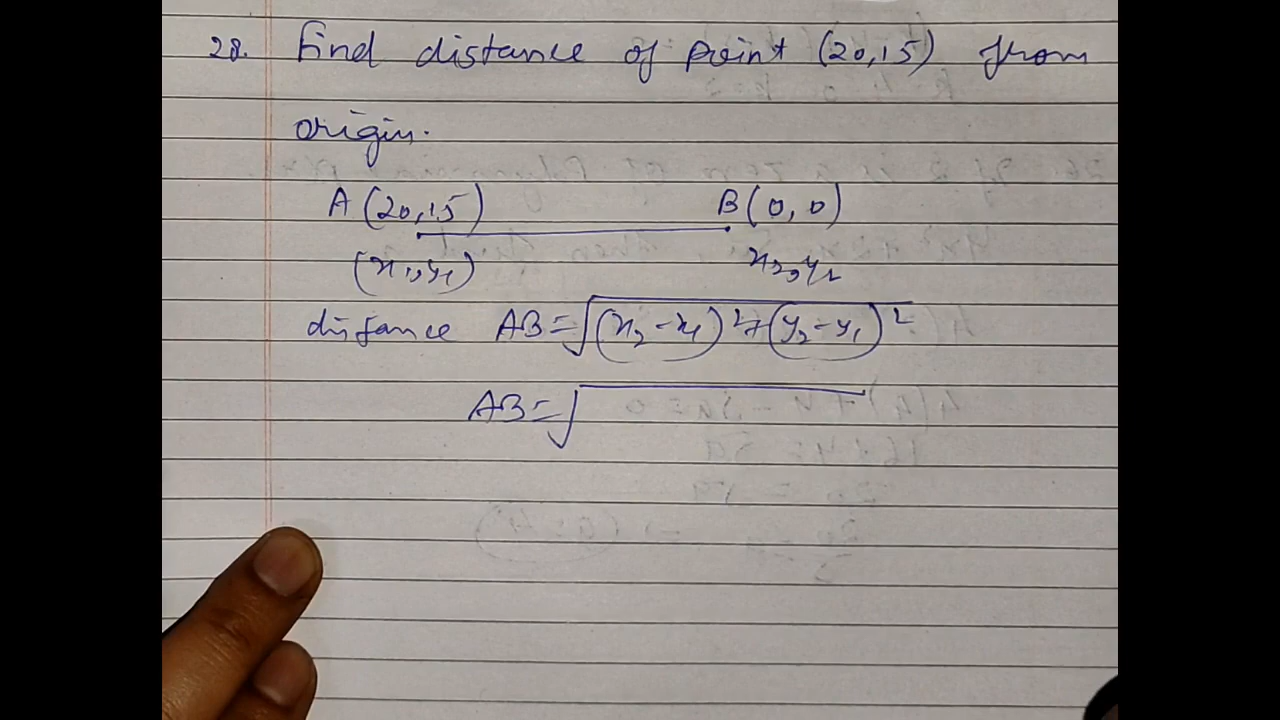 28. Find distance of point (20,15) from
origin.
A (20,15) B (0, 0)
(x1, y1) x2, y2
distance AB = √(x2 - x1)² + (y2 - y1)²
AB = √